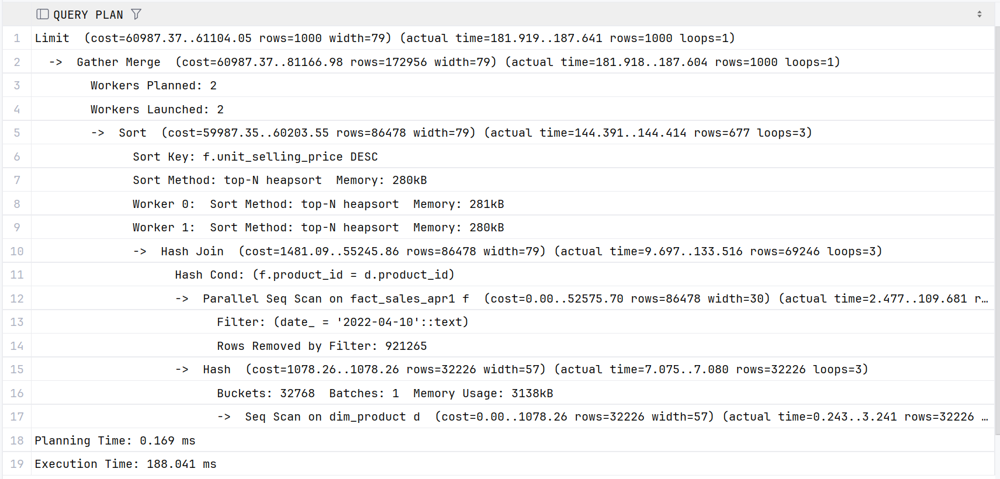 QUERY PLAN
1 Limit  (cost=60987.37..61104.05 rows=1000 width=79) (actual time=181.919..187.641 rows=1000 loops=1)
2   ->  Gather Merge  (cost=60987.37..81166.98 rows=172956 width=79) (actual time=181.918..187.604 rows=1000 loops=1)
3         Workers Planned: 2
4         Workers Launched: 2
5         ->  Sort  (cost=59987.35..60203.55 rows=86478 width=79) (actual time=144.391..144.414 rows=677 loops=3)
6               Sort Key: f.unit_selling_price DESC
7               Sort Method: top-N heapsort  Memory: 280kB
8               Worker 0:  Sort Method: top-N heapsort  Memory: 281kB
9               Worker 1:  Sort Method: top-N heapsort  Memory: 280kB
10               ->  Hash Join  (cost=1481.09..55245.86 rows=86478 width=79) (actual time=9.697..133.516 rows=69246 loops=3)
11                     Hash Cond: (f.product_id = d.product_id)
12                     ->  Parallel Seq Scan on fact_sales_apr1 f  (cost=0.00..52575.70 rows=86478 width=30) (actual time=2.477..109.681 r…
13                           Filter: (date_ = '2022-04-10'::text)
14                           Rows Removed by Filter: 921265
15                     ->  Hash  (cost=1078.26..1078.26 rows=32226 width=57) (actual time=7.075..7.080 rows=32226 loops=3)
16                           Buckets: 32768  Batches: 1  Memory Usage: 3138kB
17                           ->  Seq Scan on dim_product d  (cost=0.00..1078.26 rows=32226 width=57) (actual time=0.243..3.241 rows=32226 …
18 Planning Time: 0.169 ms
19 Execution Time: 188.041 ms